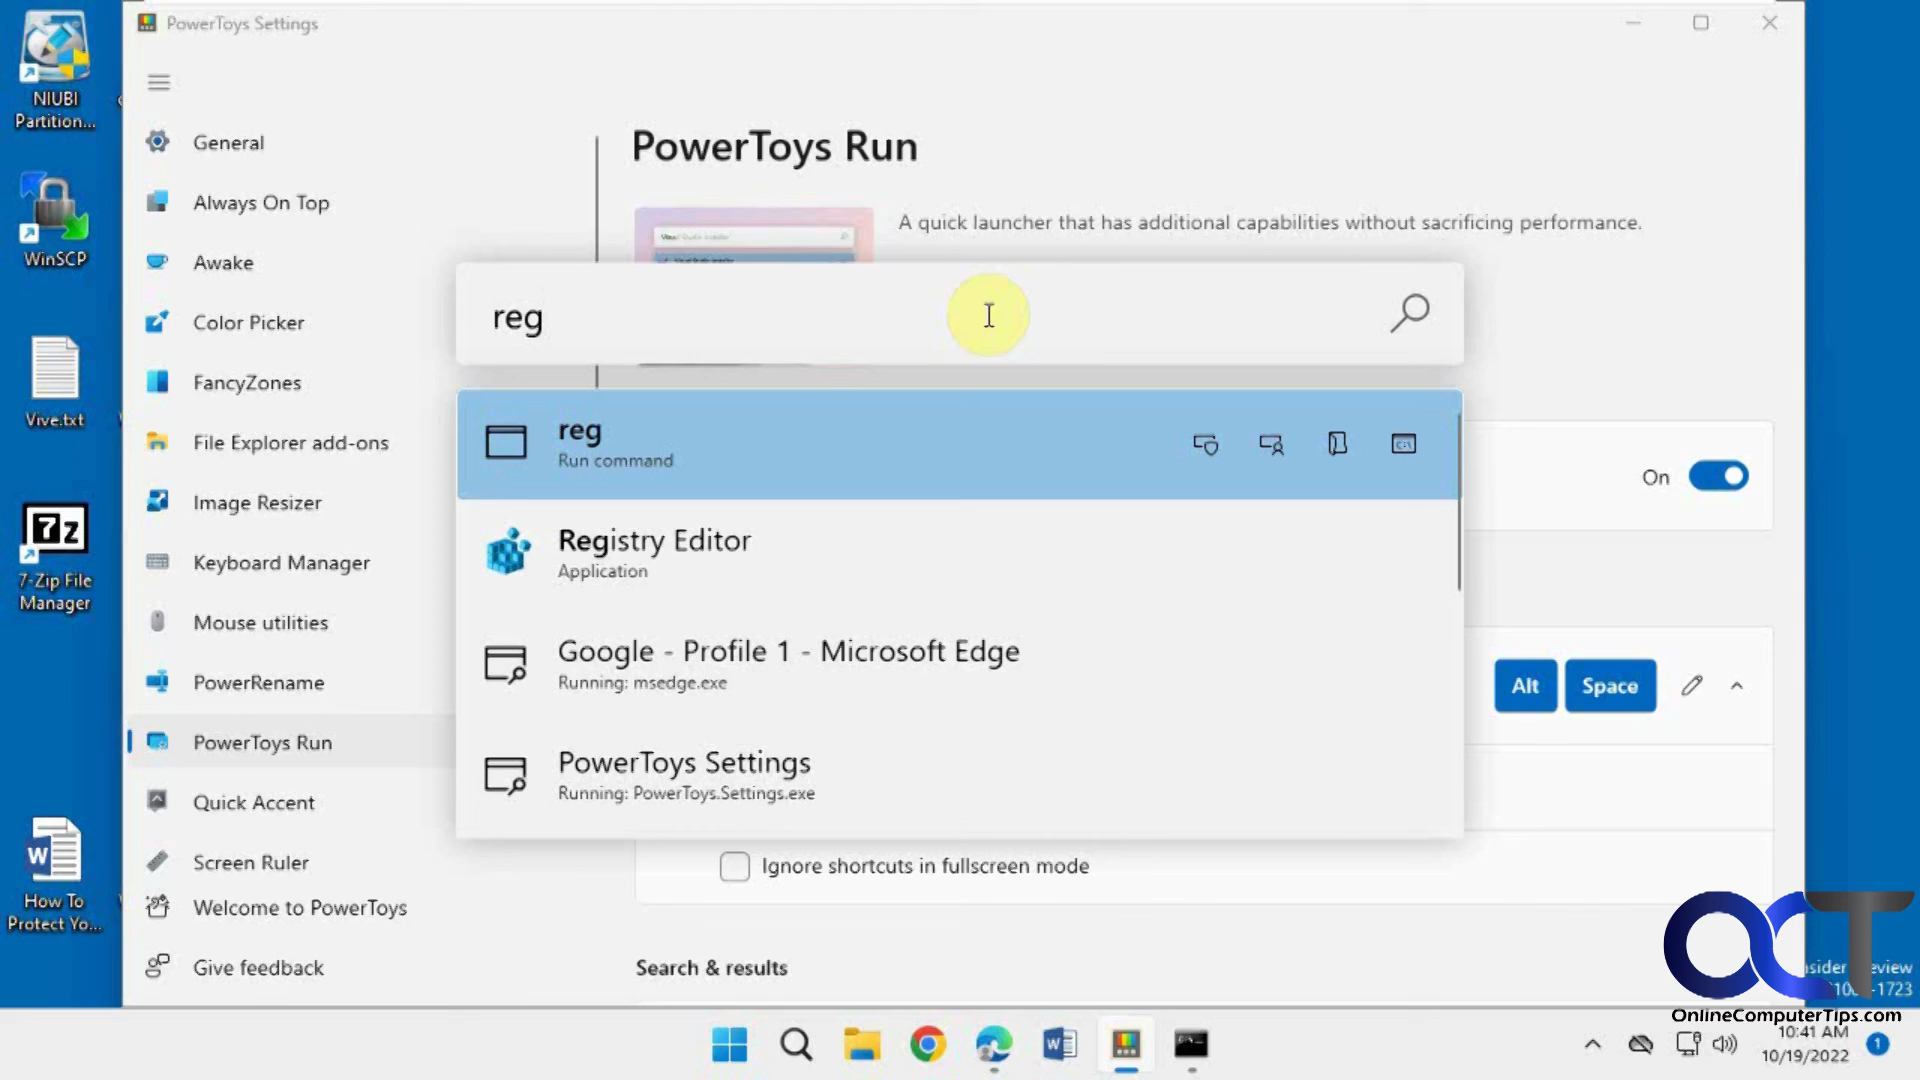 PowerToys Settings
NIUBI
Partition...
WinSCP
Vive.txt
7z
7-Zip File
Manager
W
How To
Protect Yo...
General
Always On Top
Awake
Color Picker
FancyZones
File Explorer add-ons
Image Resizer
Keyboard Manager
Mouse utilities
PowerRename
PowerToys Run
Quick Accent
Screen Ruler
Welcome to PowerToys
Give feedback
PowerToys Run
A quick launcher that has additional capabilities without sacrificing performance.
reg
reg
Run command
Registry Editor
Application
Google - Profile 1 - Microsoft Edge
Running: msedge.exe
PowerToys Settings
Running: PowerToys.Settings.exe
On
Alt Space
Ignore shortcuts in fullscreen mode
Search & results
OCT
OnlineComputerTips.com
10:41 AM
10/19/2022
1